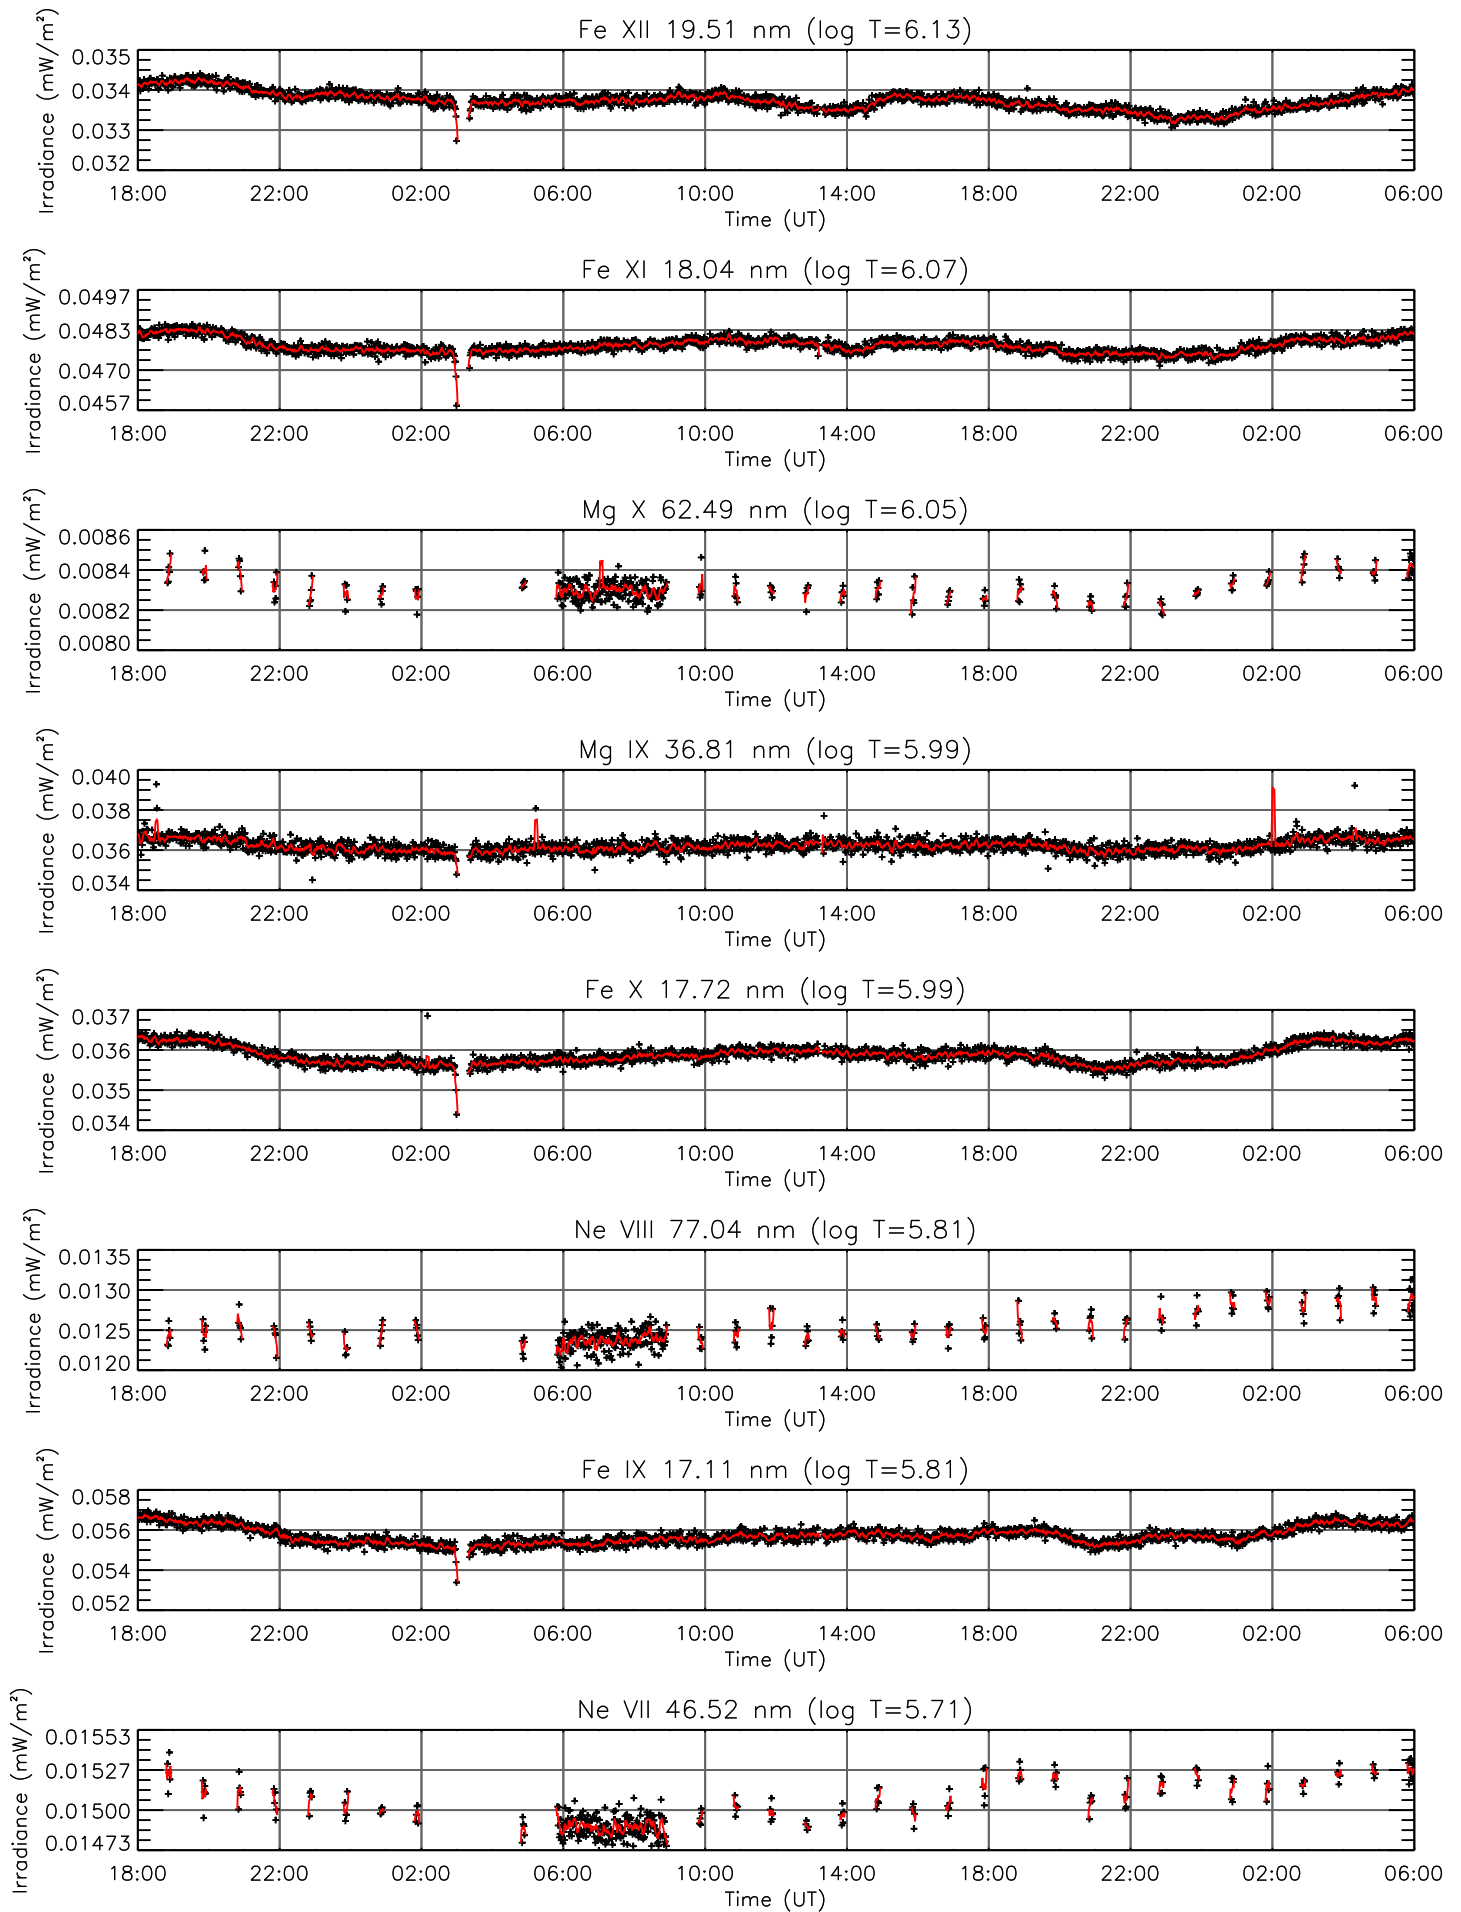 Fe XII 19.51 nm (log T=6.13)
Irradiance (mW/m²)
0.035
0.034
0.033
0.032
18:00 22:00 02:00 06:00 10:00 14:00 18:00 22:00 02:00 06:00
Time (UT)
Fe XI 18.04 nm (log T=6.07)
Irradiance (mW/m²)
0.0497
0.0483
0.0470
0.0457
18:00 22:00 02:00 06:00 10:00 14:00 18:00 22:00 02:00 06:00
Time (UT)
Mg X 62.49 nm (log T=6.05)
Irradiance (mW/m²)
0.0086
0.0084
0.0082
0.0080
18:00 22:00 02:00 06:00 10:00 14:00 18:00 22:00 02:00 06:00
Time (UT)
Mg IX 36.81 nm (log T=5.99)
Irradiance (mW/m²)
0.040
0.038
0.036
0.034
18:00 22:00 02:00 06:00 10:00 14:00 18:00 22:00 02:00 06:00
Time (UT)
Fe X 17.72 nm (log T=5.99)
Irradiance (mW/m²)
0.037
0.036
0.035
0.034
18:00 22:00 02:00 06:00 10:00 14:00 18:00 22:00 02:00 06:00
Time (UT)
Ne VIII 77.04 nm (log T=5.81)
Irradiance (mW/m²)
0.0135
0.0130
0.0125
0.0120
18:00 22:00 02:00 06:00 10:00 14:00 18:00 22:00 02:00 06:00
Time (UT)
Fe IX 17.11 nm (log T=5.81)
Irradiance (mW/m²)
0.058
0.056
0.054
0.052
18:00 22:00 02:00 06:00 10:00 14:00 18:00 22:00 02:00 06:00
Time (UT)
Ne VII 46.52 nm (log T=5.71)
Irradiance (mW/m²)
0.01553
0.01527
0.01500
0.01473
18:00 22:00 02:00 06:00 10:00 14:00 18:00 22:00 02:00 06:00
Time (UT)